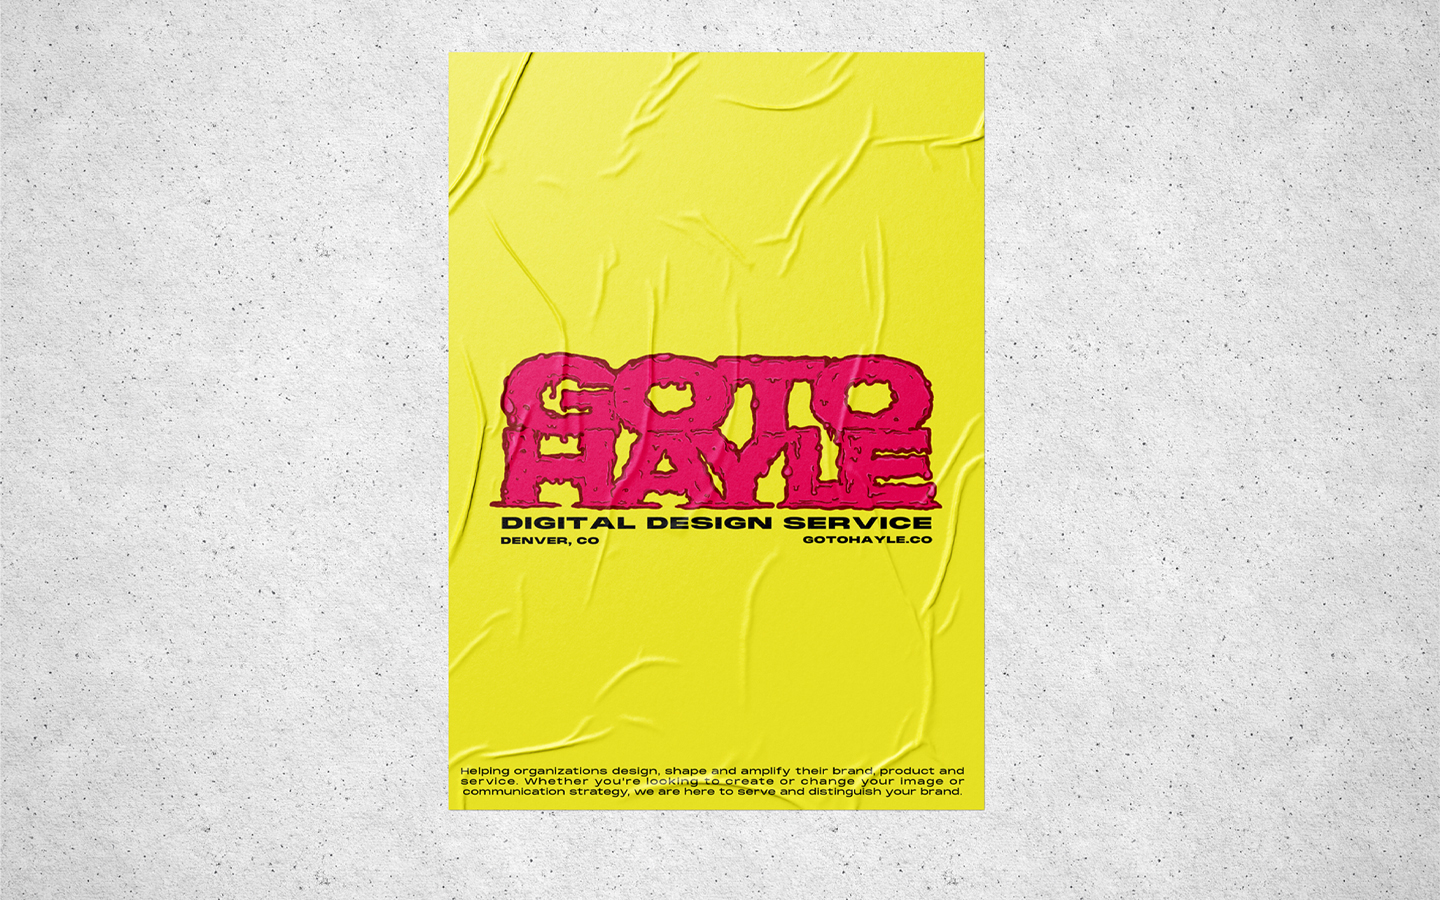 GOTO
HAYLE
DIGITAL DESIGN SERVICE
DENVER, CO
GOTOHAYLE.CO
Helping organizations design, shape and amplify their brand, product and
service. Whether you're looking to create or change your image or
communication strategy, we are here to serve and distinguish your brand.